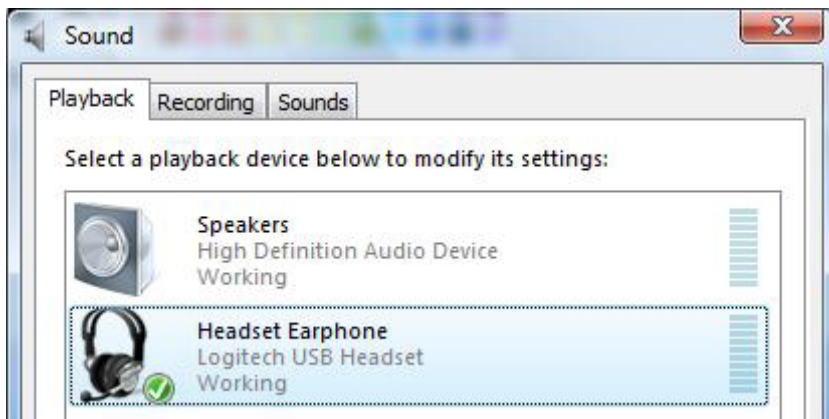 Sound
Playback Recording Sounds
Select a playback device below to modify its settings:
Speakers
High Definition Audio Device
Working
Headset Earphone
Logitech USB Headset
Working